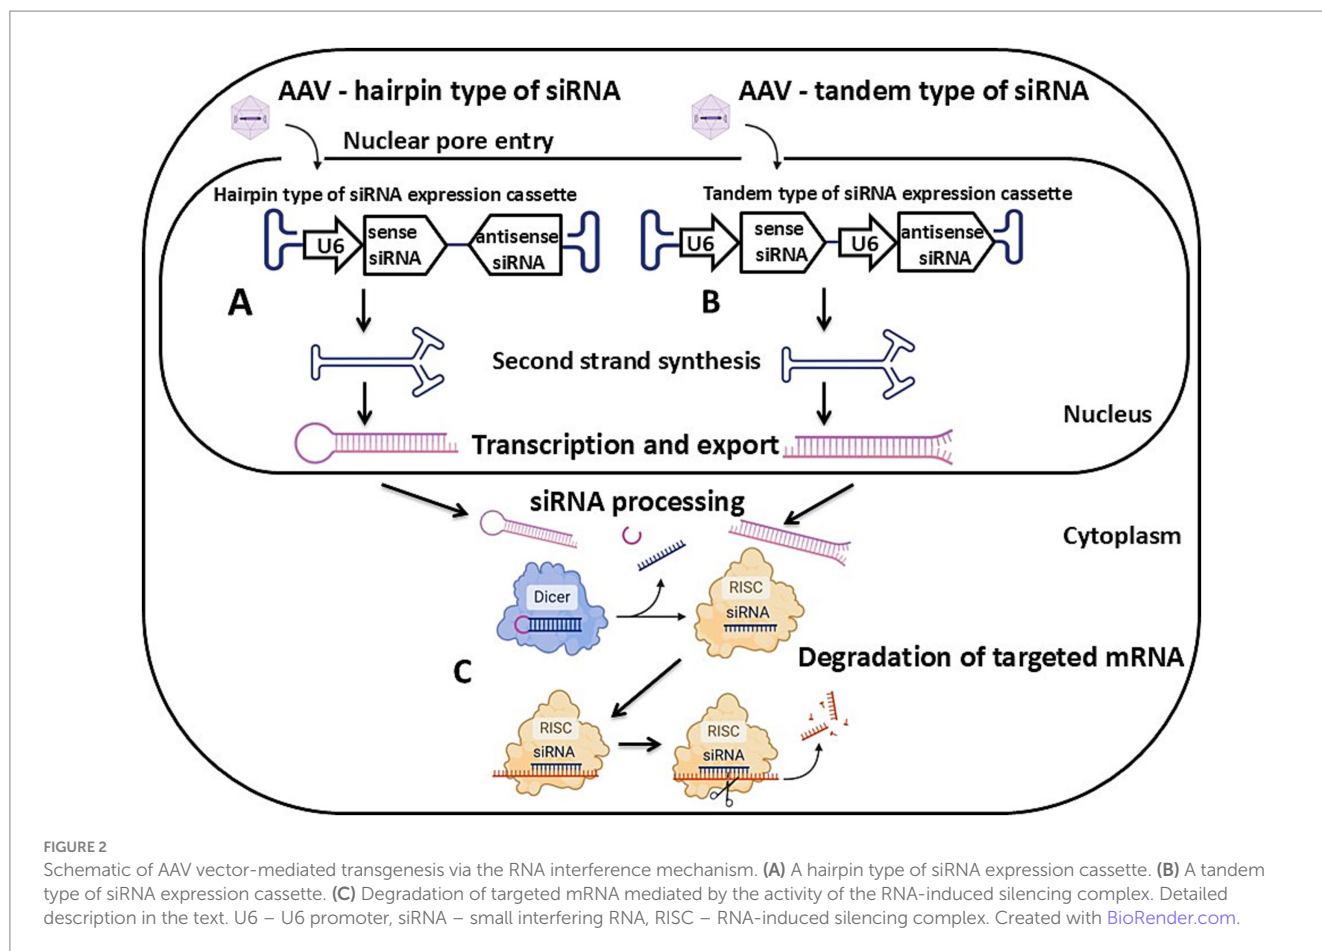 AAV - hairpin type of siRNA
AAV - tandem type of siRNA
Nuclear pore entry
Hairpin type of siRNA expression cassette
Tandem type of siRNA expression cassette
U6
sense
siRNA
antisense
siRNA
U6
sense
siRNA
U6
antisense
siRNA
A
B
Second strand synthesis
Nucleus
Transcription and export
siRNA processing
Cytoplasm
Dicer
RISC
siRNA
C
Degradation of targeted mRNA
RISC
siRNA
RISC
siRNA
FIGURE 2
Schematic of AAV vector-mediated transgenesis via the RNA interference mechanism. (A) A hairpin type of siRNA expression cassette. (B) A tandem
type of siRNA expression cassette. (C) Degradation of targeted mRNA mediated by the activity of the RNA-induced silencing complex. Detailed
description in the text. U6 – U6 promoter, siRNA – small interfering RNA, RISC – RNA-induced silencing complex. Created with BioRender.com.